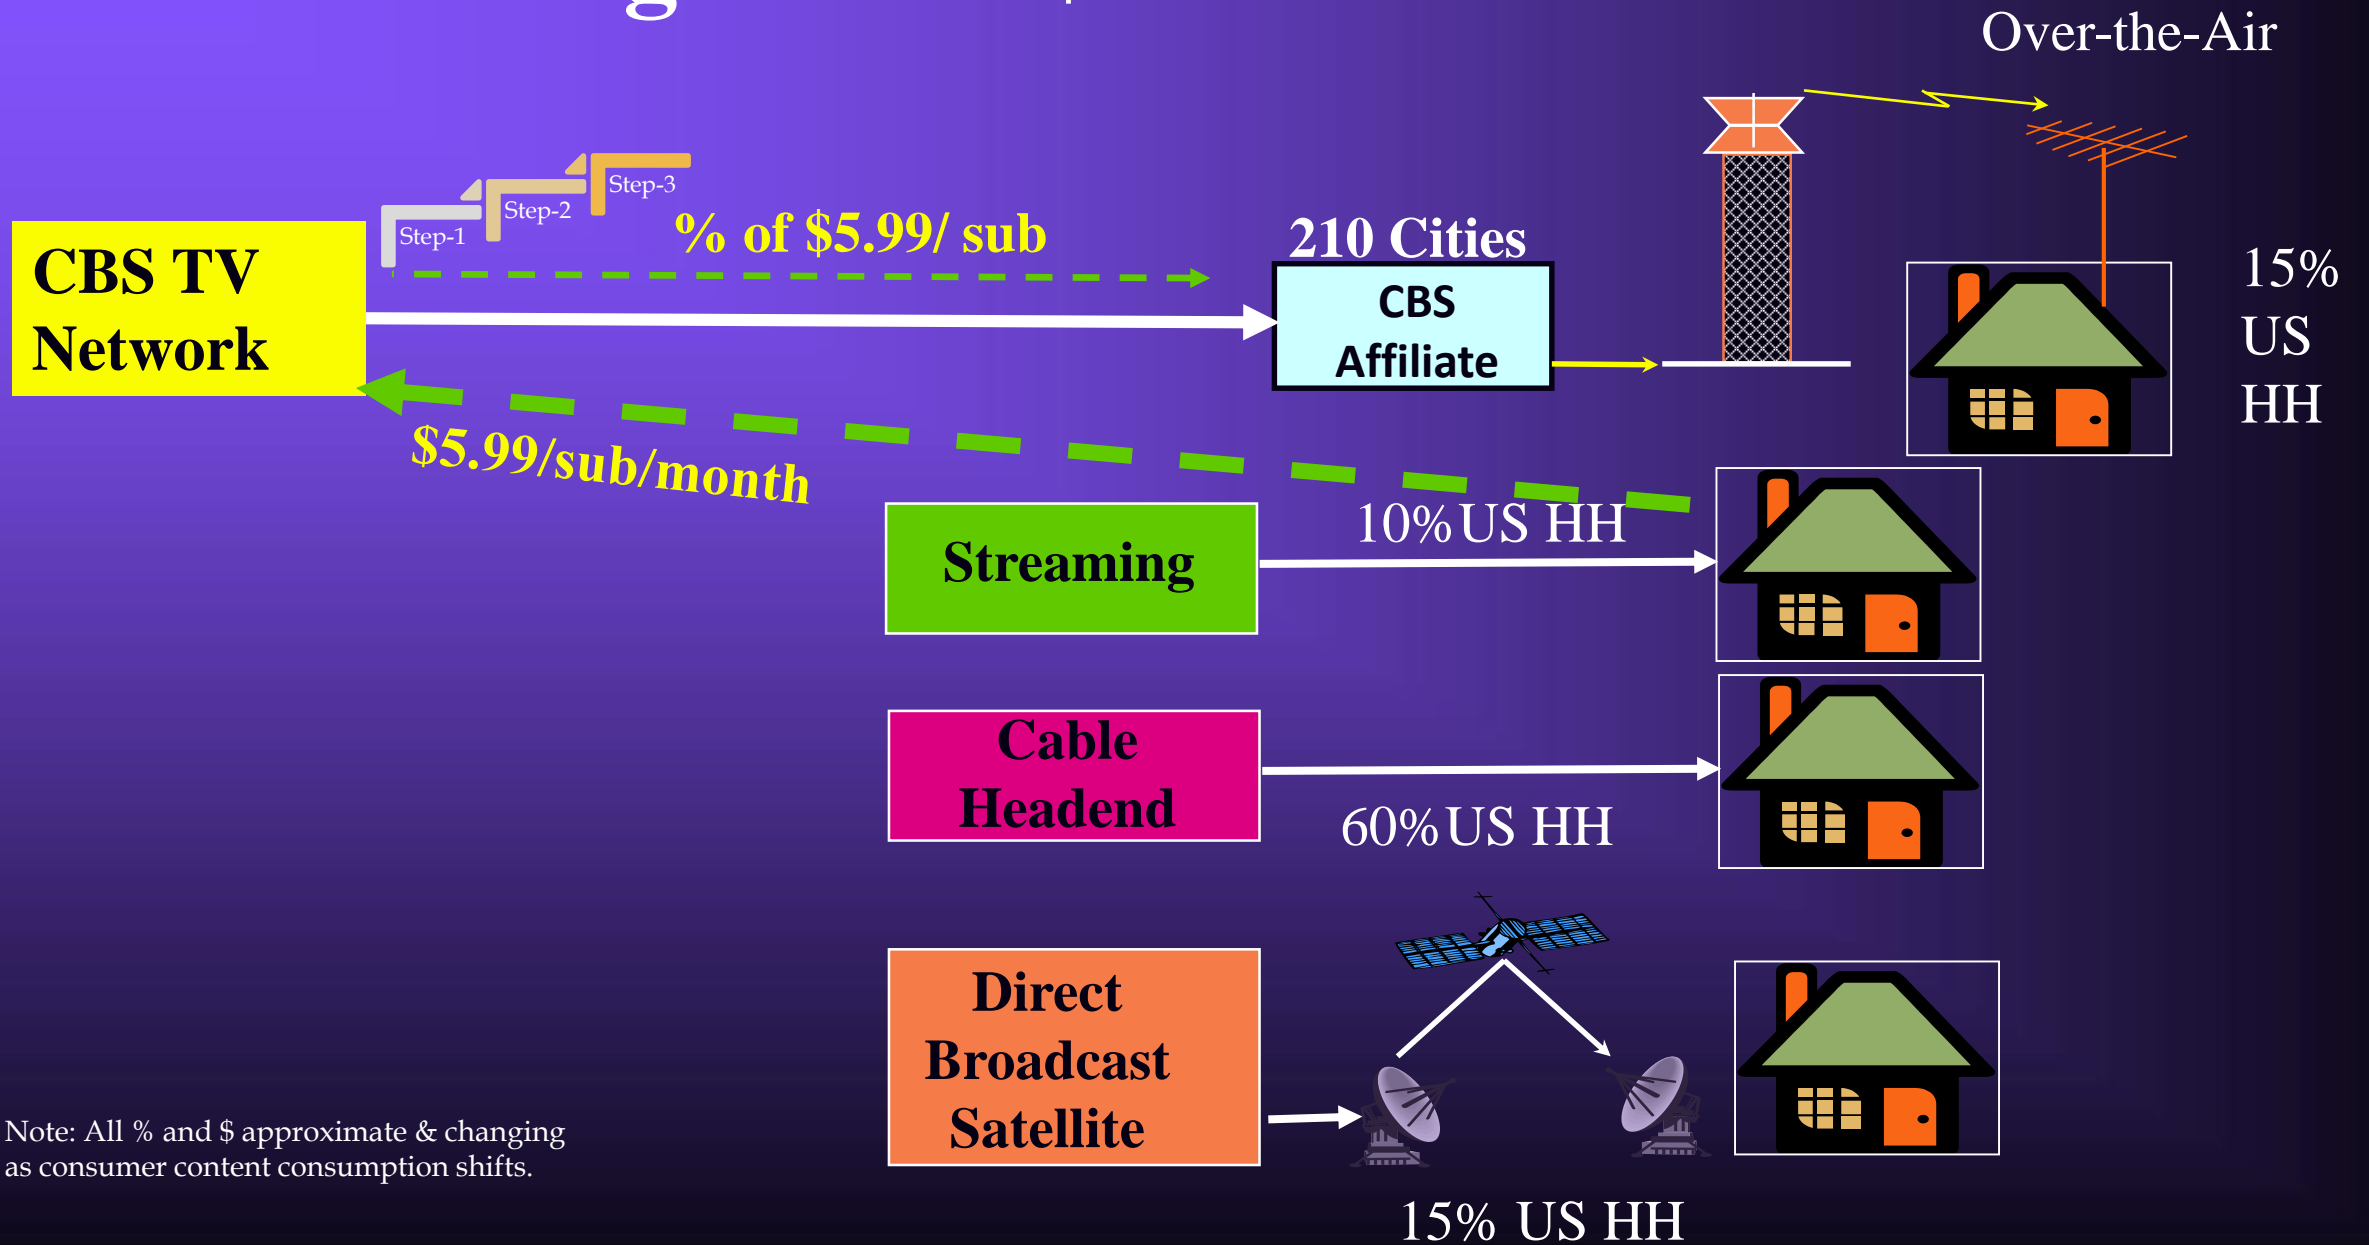 Over-the-Air
Step-3
Step-2
Step-1
% of $5.99/ sub
210 Cities
CBS TV
Network
CBS
Affiliate
15%
US
HH
$5.99/sub/month
10% US HH
Streaming
Cable
Headend
60% US HH
Direct
Broadcast
Satellite
Note: All % and $ approximate & changing
as consumer content consumption shifts.
15% US HH